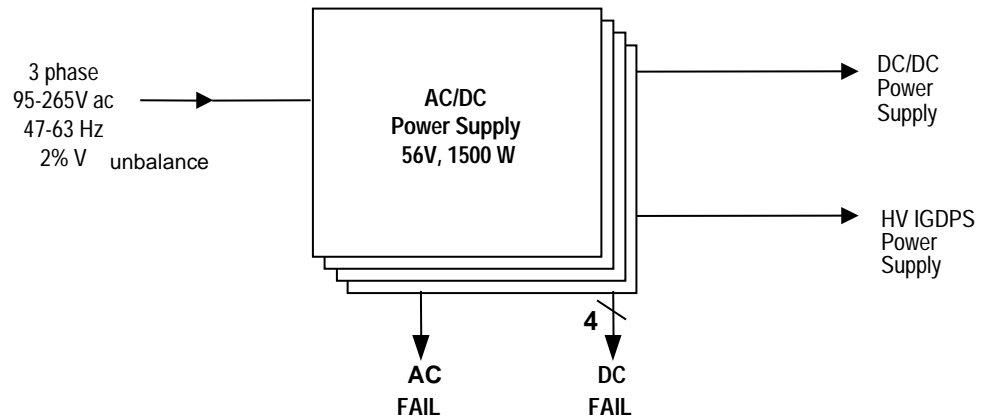 3 phase
95-265V ac
47-63 Hz
2% V unbalance
AC/DC
Power Supply
56V, 1500 W
DC/DC
Power
Supply
HV IGDPS
Power
Supply
4
AC
FAIL
DC
FAIL